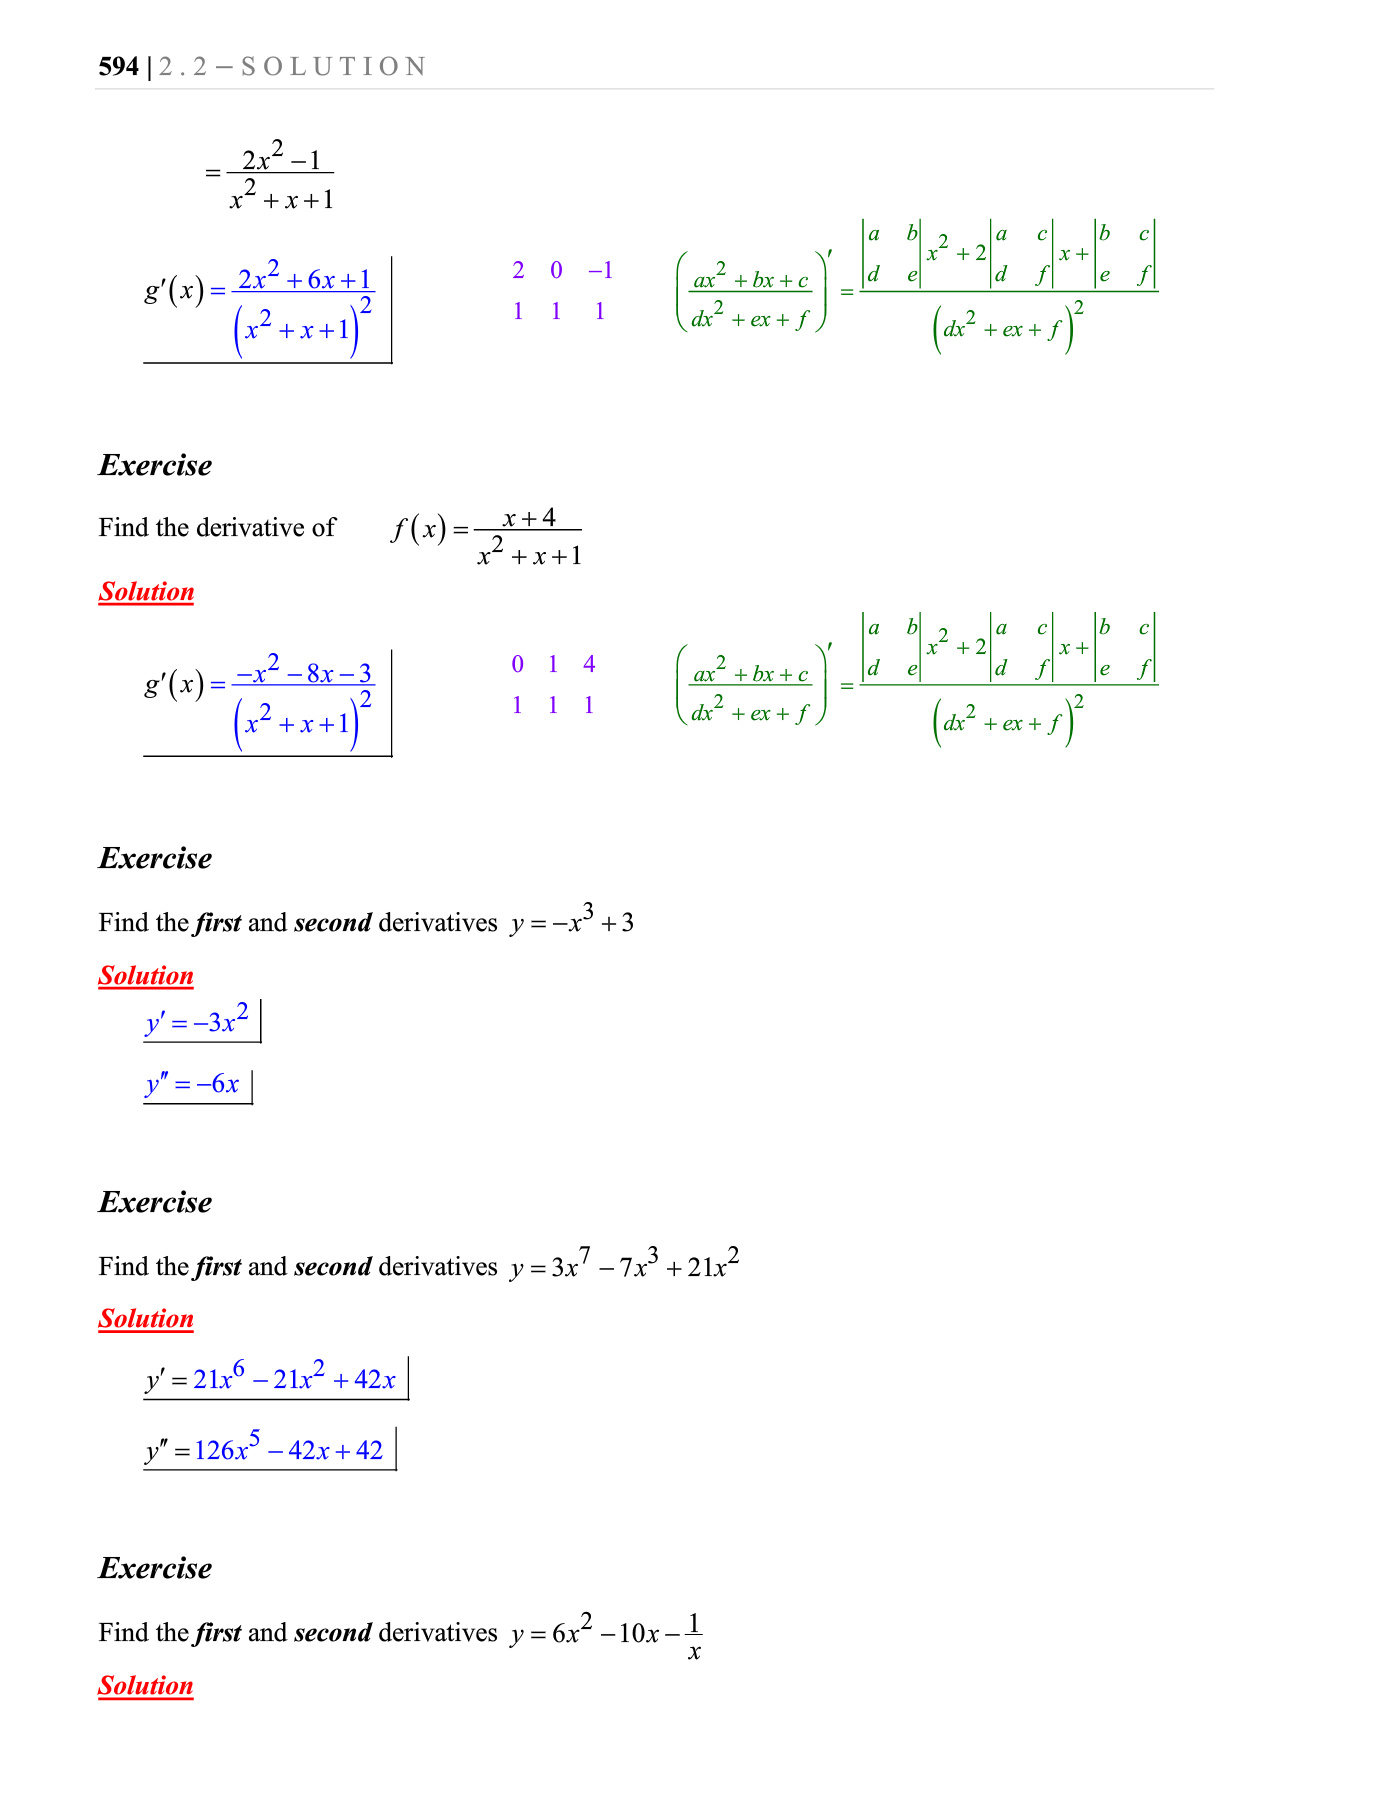 594 | 2.2 – SOLUTION
= \frac{2x^2 - 1}{x^2 + x + 1}
g'(x) = \frac{2x^2 + 6x + 1}{(x^2 + x + 1)^2}   2 0 −1 / 1 1 1   \left(\frac{ax^2 + bx + c}{dx^2 + ex + f}\right)' = \frac{\begin{vmatrix} a & b \\ d & e \end{vmatrix} x^2 + 2 \begin{vmatrix} a & c \\ d & f \end{vmatrix} x + \begin{vmatrix} b & c \\ e & f \end{vmatrix}}{(dx^2 + ex + f)^2}
Exercise
Find the derivative of f(x) = \frac{x + 4}{x^2 + x + 1}
Solution
g'(x) = \frac{-x^2 - 8x - 3}{(x^2 + x + 1)^2}   0 1 4 / 1 1 1   \left(\frac{ax^2 + bx + c}{dx^2 + ex + f}\right)' = \frac{\begin{vmatrix} a & b \\ d & e \end{vmatrix} x^2 + 2 \begin{vmatrix} a & c \\ d & f \end{vmatrix} x + \begin{vmatrix} b & c \\ e & f \end{vmatrix}}{(dx^2 + ex + f)^2}
Exercise
Find the first and second derivatives y = −x^3 + 3
Solution
y' = −3x^2
y'' = −6x
Exercise
Find the first and second derivatives y = 3x^7 − 7x^3 + 21x^2
Solution
y' = 21x^6 − 21x^2 + 42x
y'' = 126x^5 − 42x + 42
Exercise
Find the first and second derivatives y = 6x^2 − 10x − \frac{1}{x}
Solution